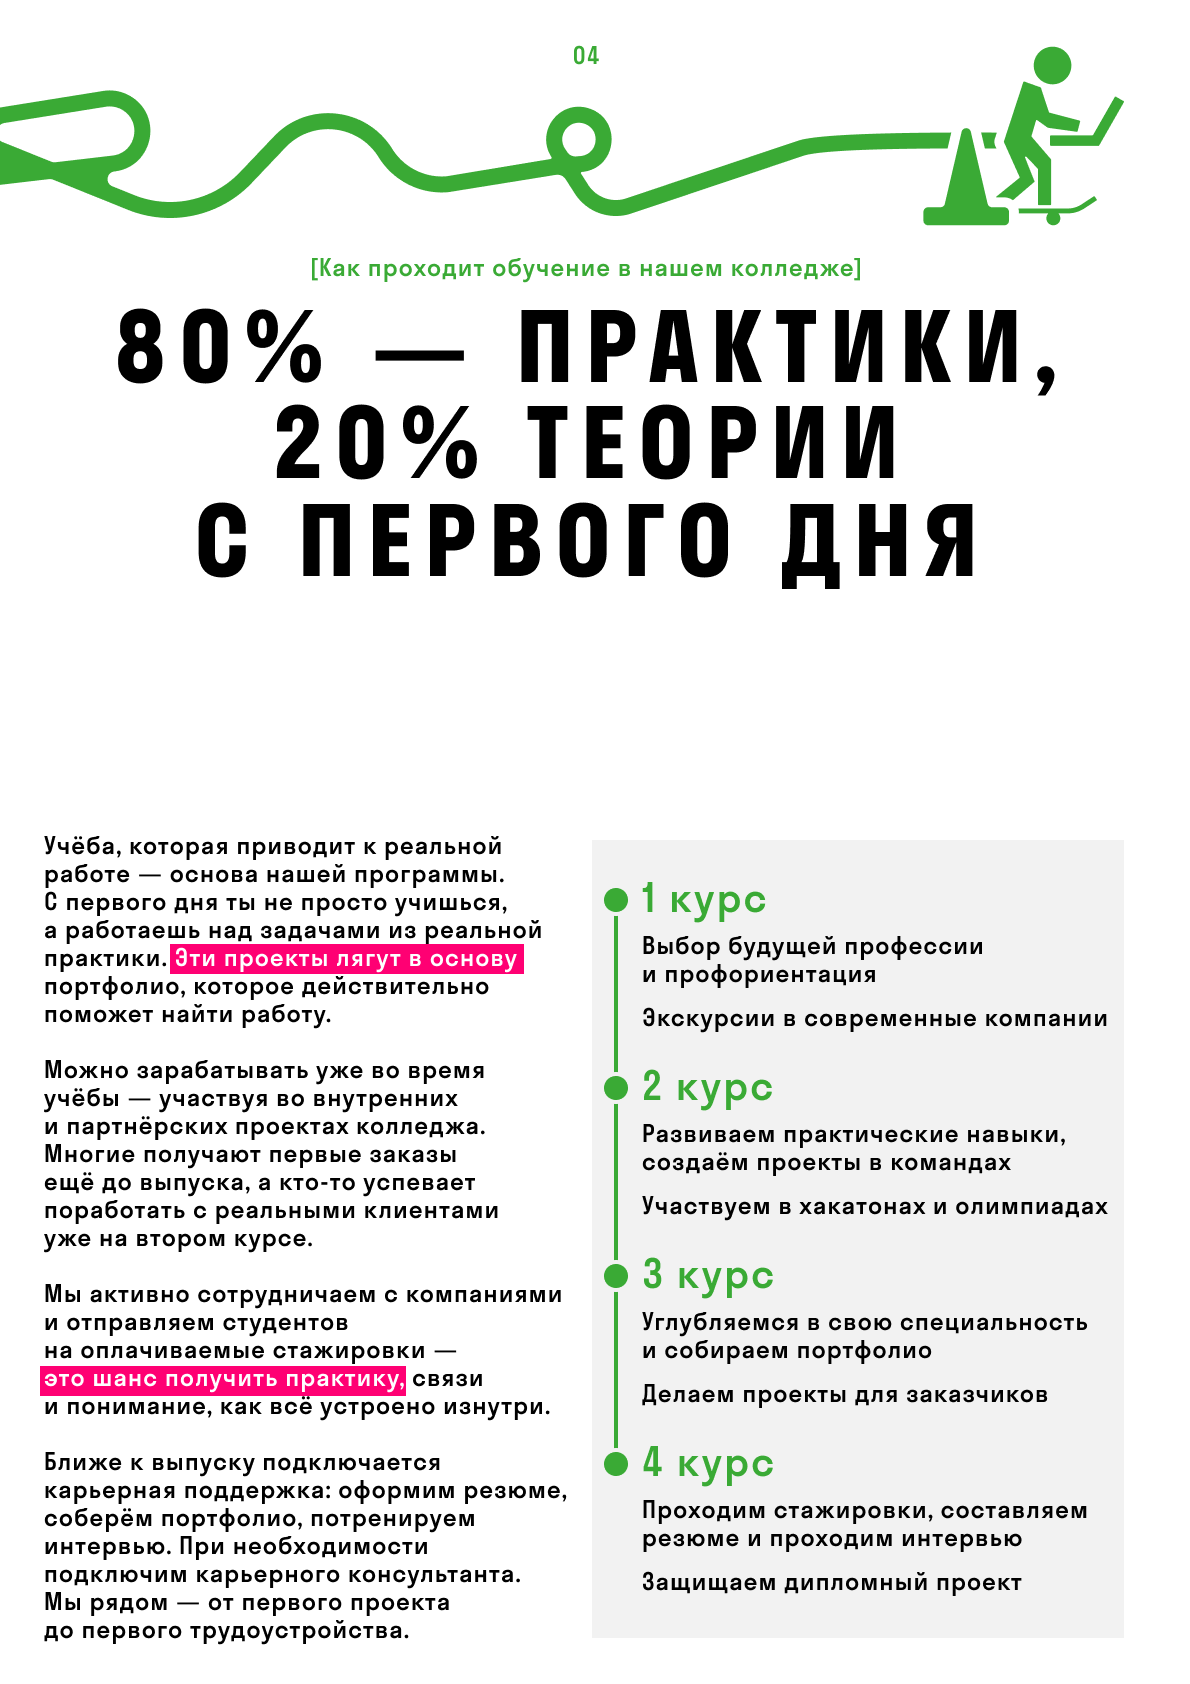 04
[Как проходит обучение в нашем колледже]
80% — ПРАКТИКИ,
20% ТЕОРИИ
С ПЕРВОГО ДНЯ
Учёба, которая приводит к реальной
работе — основа нашей программы.
С первого дня ты не просто учишься,
а работаешь над задачами из реальной
практики. Эти проекты лягут в основу
портфолио, которое действительно
поможет найти работу.
Можно зарабатывать уже во время
учёбы — участвуя во внутренних
и партнёрских проектах колледжа.
Многие получают первые заказы
ещё до выпуска, а кто-то успевает
поработать с реальными клиентами
уже на втором курсе.
Мы активно сотрудничаем с компаниями
и отправляем студентов
на оплачиваемые стажировки —
это шанс получить практику, связи
и понимание, как всё устроено изнутри.
Ближе к выпуску подключается
карьерная поддержка: оформим резюме,
соберём портфолио, потренируем
интервью. При необходимости
подключим карьерного консультанта.
Мы рядом — от первого проекта
до первого трудоустройства.
1 курс
Выбор будущей профессии
и профориентация
Экскурсии в современные компании
2 курс
Развиваем практические навыки,
создаём проекты в командах
Участвуем в хакатонах и олимпиадах
3 курс
Углубляемся в свою специальность
и собираем портфолио
Делаем проекты для заказчиков
4 курс
Проходим стажировки, составляем
резюме и проходим интервью
Защищаем дипломный проект